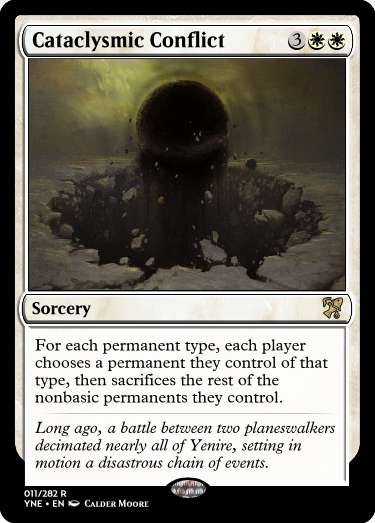 Cataclysmic Conflict 3
Sorcery
For each permanent type, each player
chooses a permanent they control of that
type, then sacrifices the rest of the
nonbasic permanents they control.
Long ago, a battle between two planeswalkers
decimated nearly all of Yenire, setting in
motion a disastrous chain of events.
011/282 R
YNE • EN Calder Moore